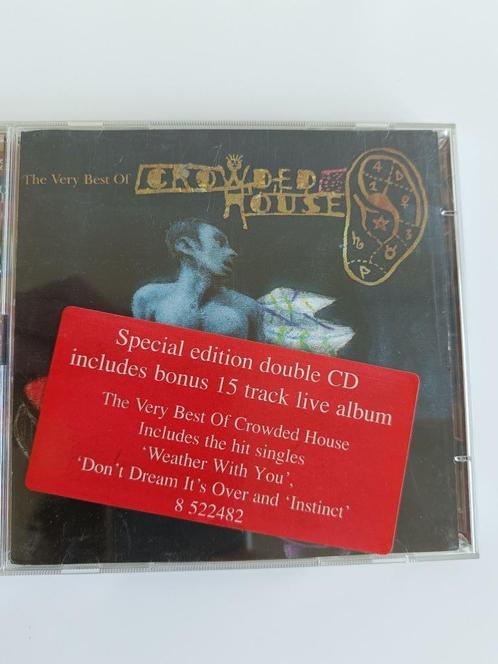 The Very Best Of CROWDED
HOUSE
Special edition double CD
includes bonus 15 track live album
The Very Best Of Crowded House
Includes the hit singles
'Weather With You',
'Don't Dream It's Over and 'Instinct'
8 522482